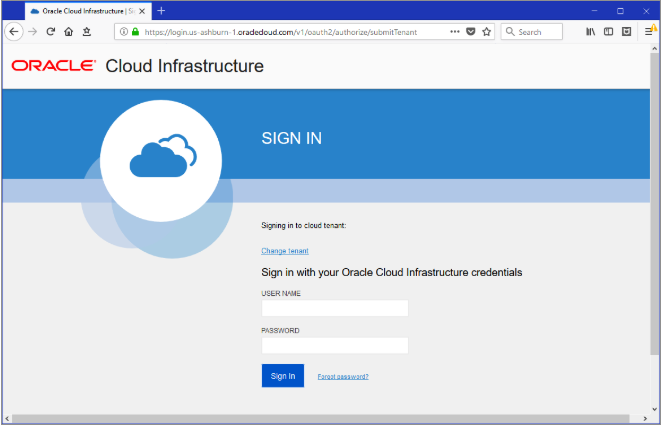 Oracle Cloud Infrastructure | Si
https://login.us-ashburn-1.oradedoud.com/v1/oauth2/authorize/submitTenant
Search
ORACLE Cloud Infrastructure
SIGN IN
Signing in to cloud tenant:
Change tenant
Sign in with your Oracle Cloud Infrastructure credentials
USER NAME
PASSWORD
Sign In
Forgot password?